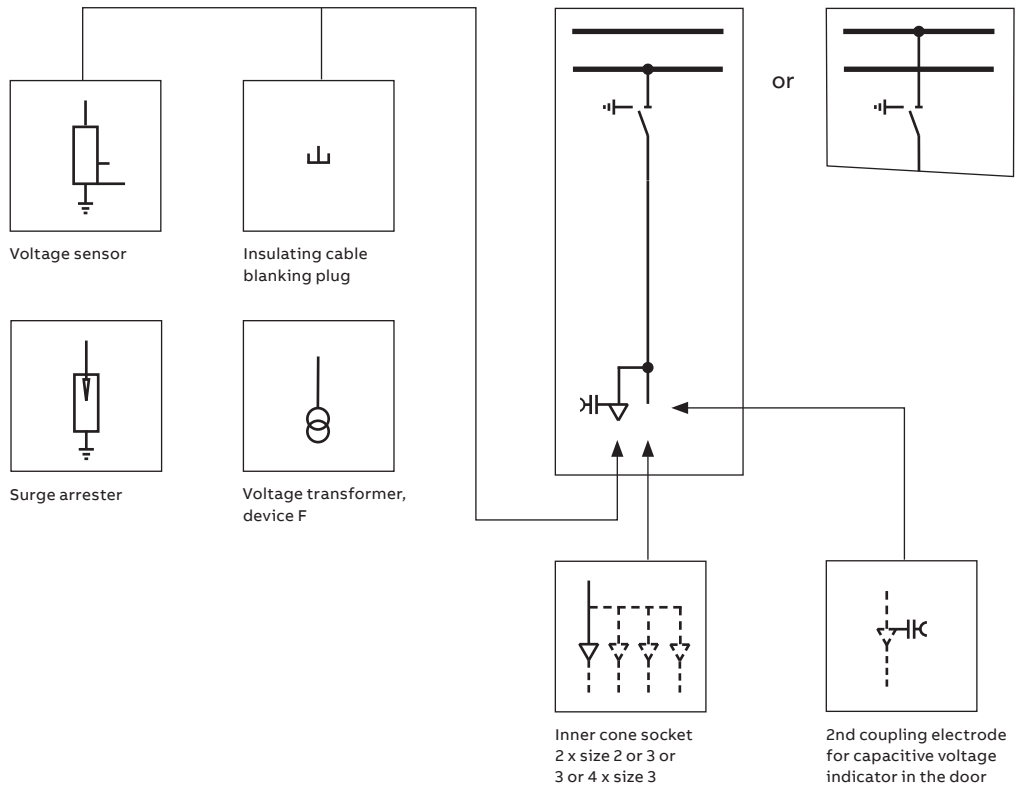 or
Voltage sensor
Insulating cable
blanking plug
Surge arrester
Voltage transformer,
device F
Inner cone socket
2 x size 2 or 3 or
3 or 4 x size 3
2nd coupling electrode
for capacitive voltage
indicator in the door